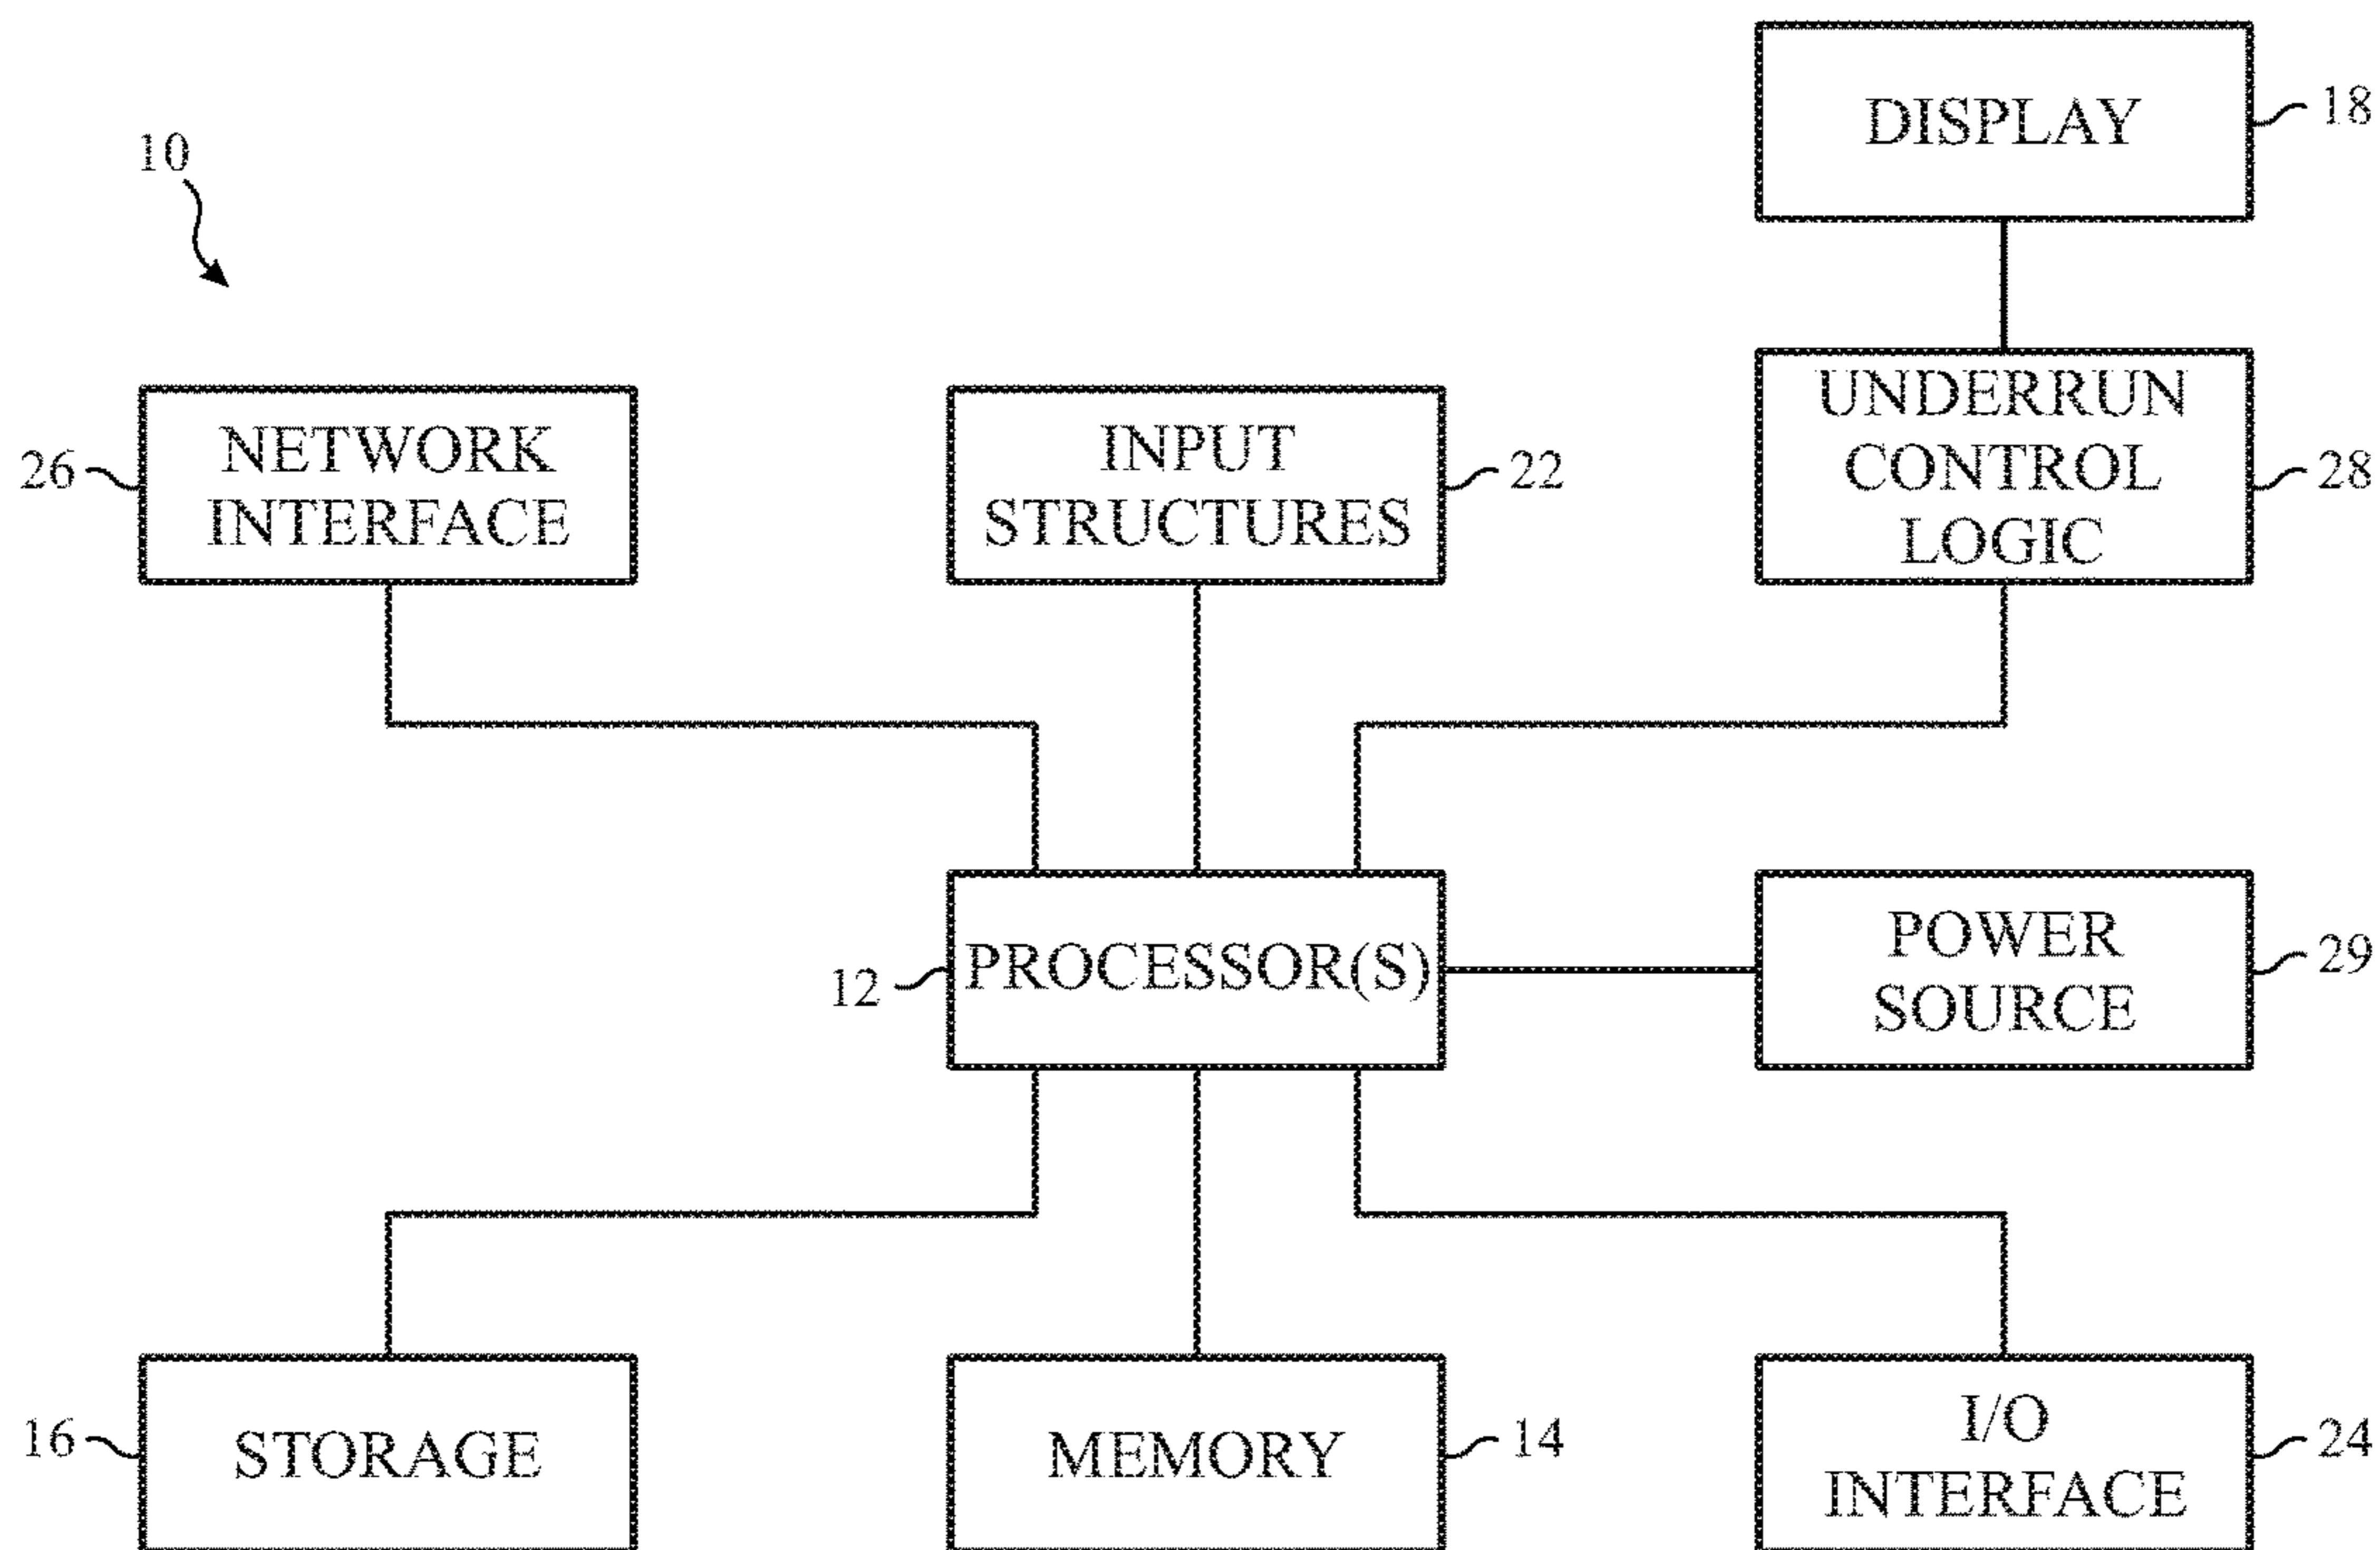 DISPLAY
18
10
26
NETWORK
INTERFACE
INPUT
STRUCTURES
22
UNDERRUN
CONTROL
LOGIC
28
12
PROCESSOR(S)
POWER
SOURCE
29
16
STORAGE
MEMORY
14
I/O
INTERFACE
24